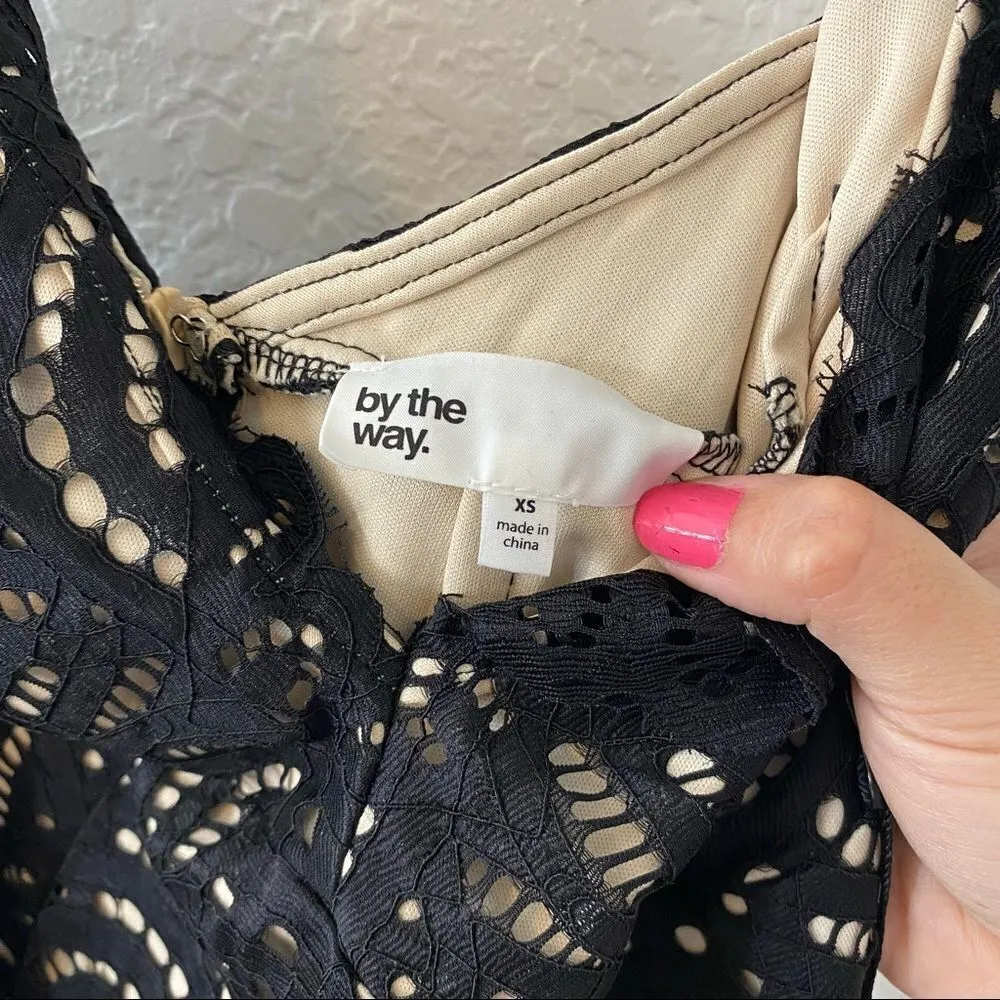 by the
way.
XS
made in
china